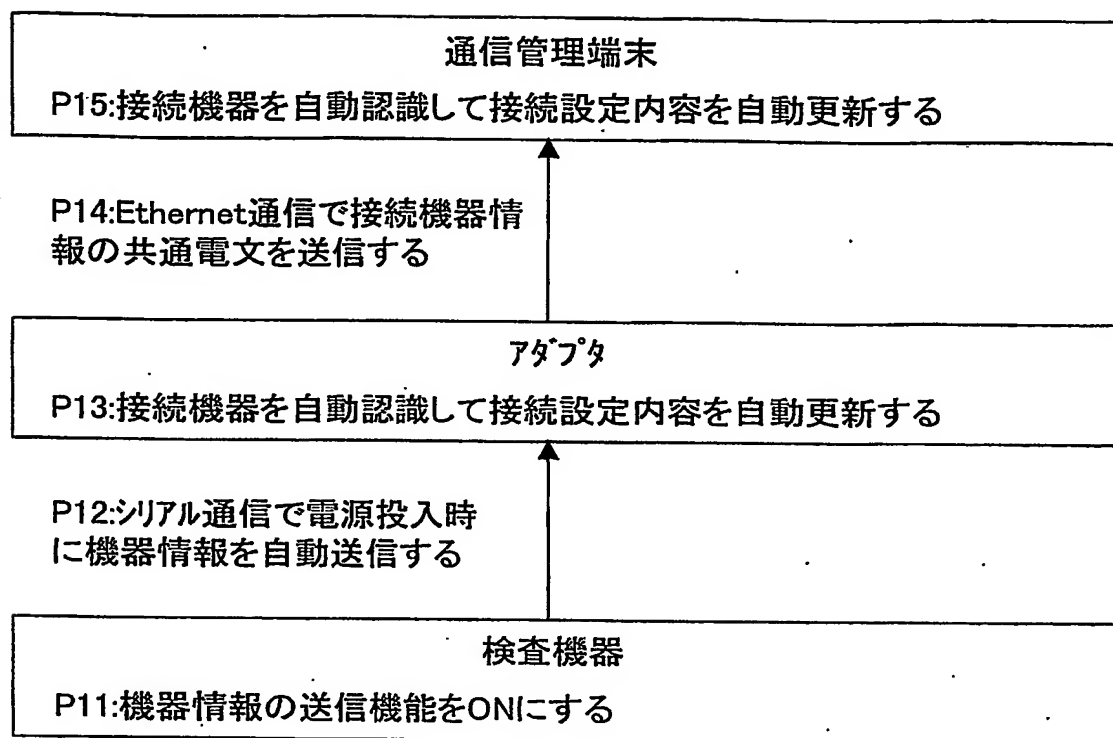 通信管理端末
P15:接続機器を自動認識して接続設定内容を自動更新する
P14:Ethernet通信で接続機器情
報の共通電文を送信する
アダプタ
P13:接続機器を自動認識して接続設定内容を自動更新する
P12:シリアル通信で電源投入時
に機器情報を自動送信する
検査機器
P11:機器情報の送信機能をONにする